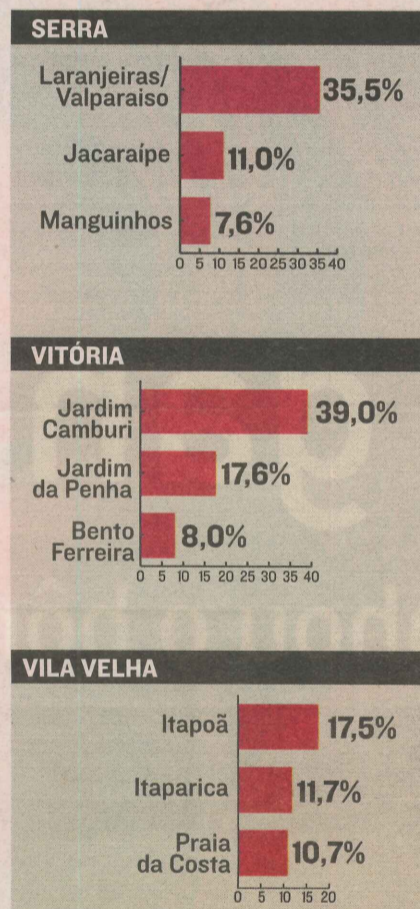 SERRA
Laranjeiras/
Valparaiso
35,5%
Jacaraípe
11,0%
Manguinhos
7,6%
0 5 10 15 20 25 30 35 40
VITÓRIA
Jardim
Camburi
39,0%
Jardim
da Penha
17,6%
Bento
Ferreira
8,0%
0 5 10 15 20 25 30 35 40
VILA VELHA
Itapoã
17,5%
Itaparica
11,7%
Praia
da Costa
10,7%
0 5 10 15 20